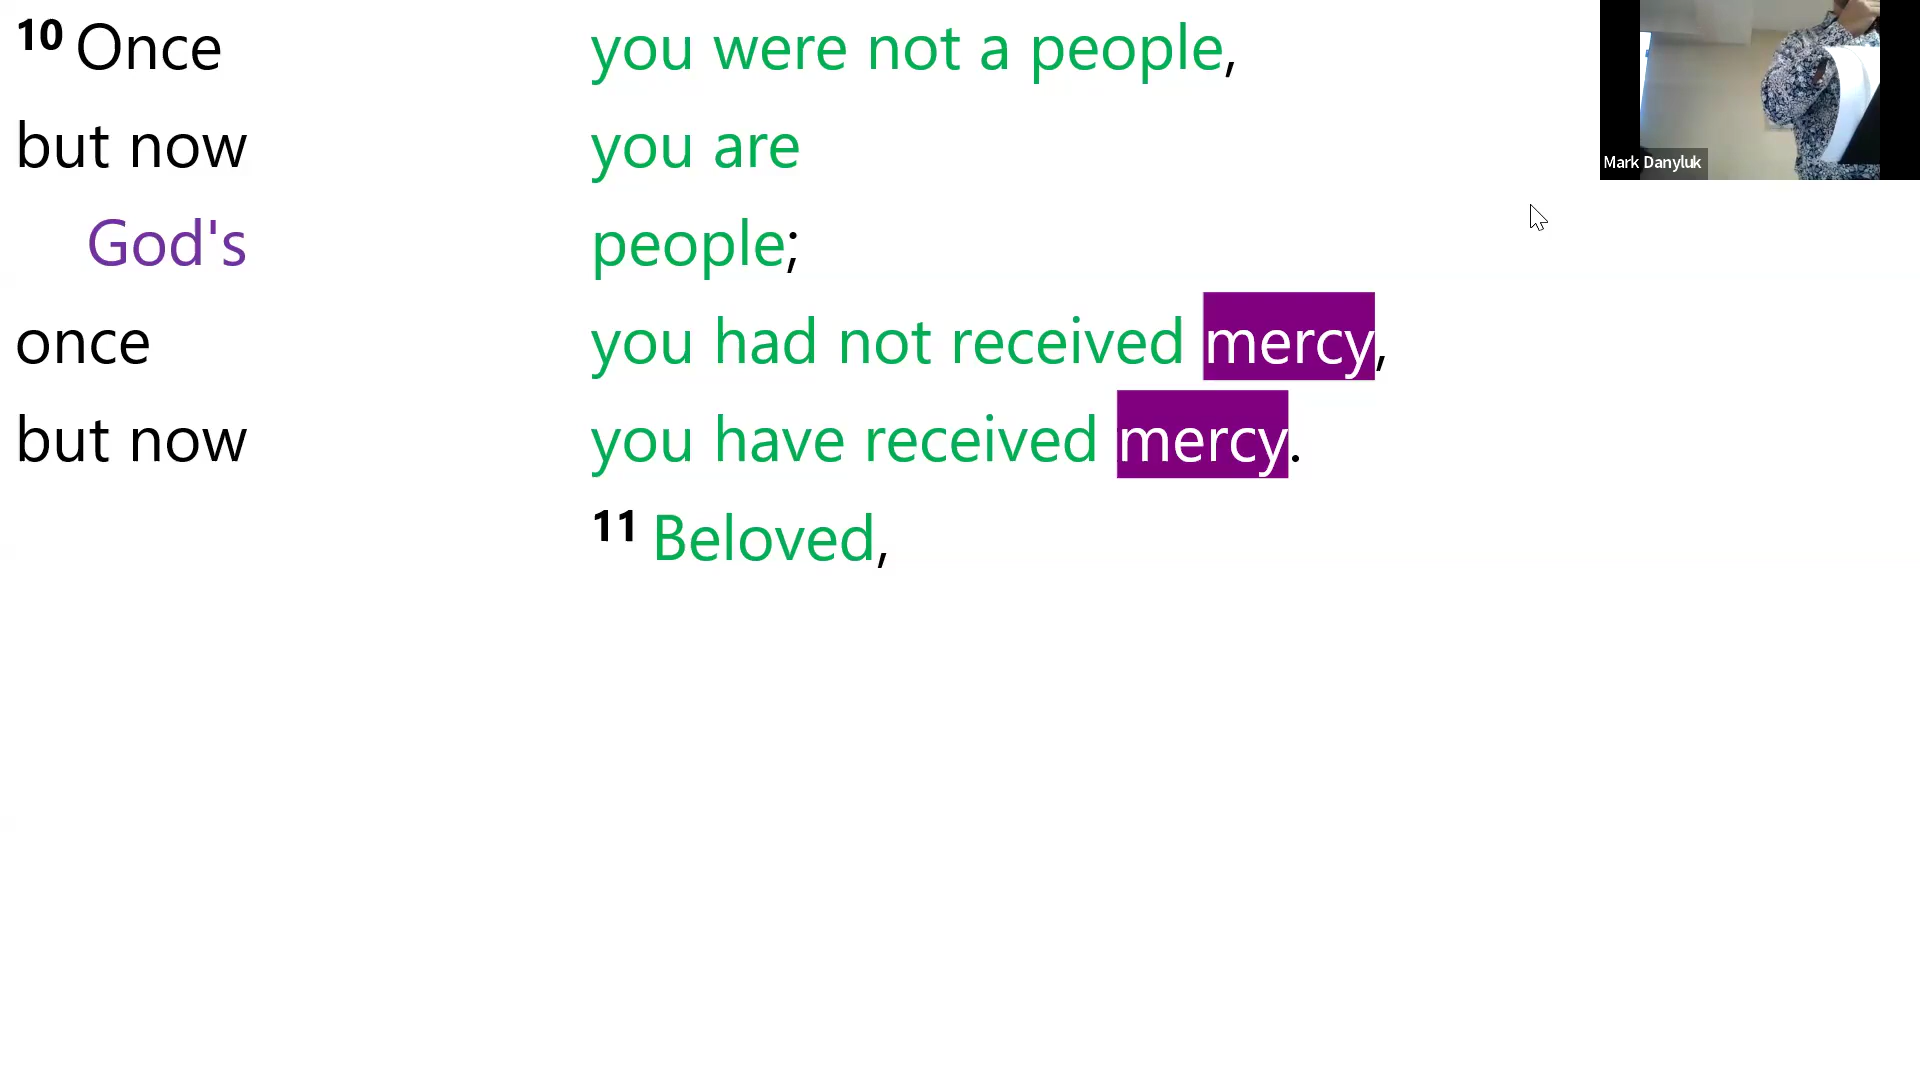 10 Once you were not a people,
but now you are
God's people;
once you had not received mercy,
but now you have received mercy.
11 Beloved,
Mark Danyluk